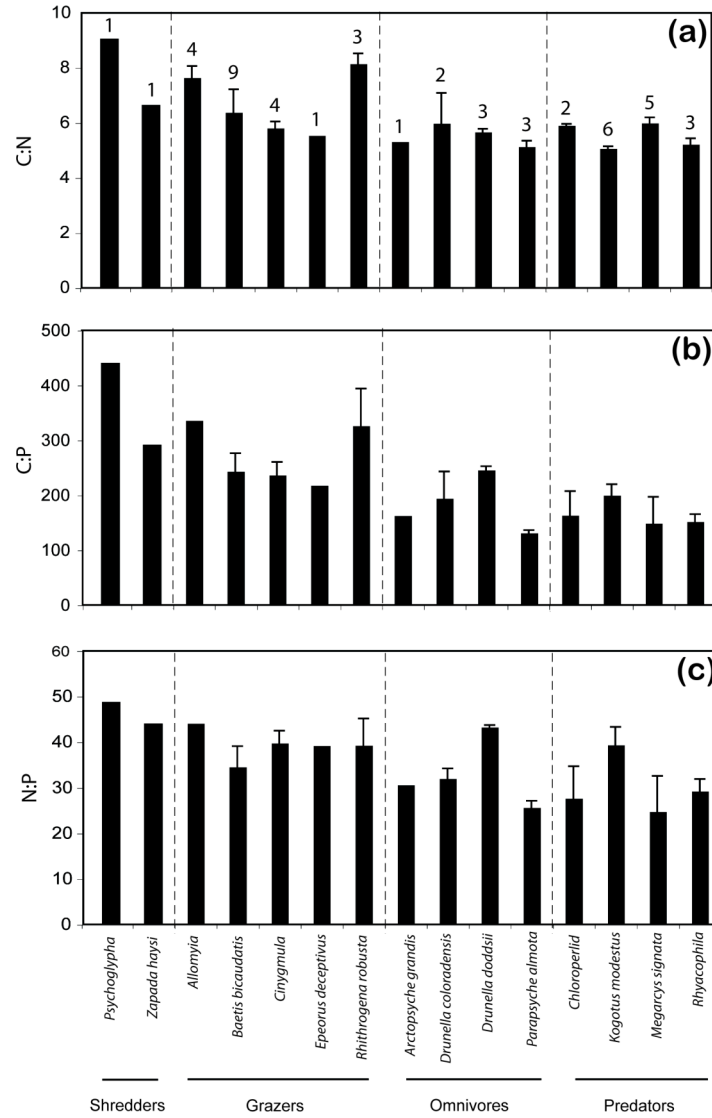 (a)
10
8
6
4
2
0
C:N
1 1 4 9 4 1 3 1 2 3 3 2 6 5 3
(b)
500
400
300
200
100
0
C:P
(c)
60
50
40
30
20
10
0
N:P
Psychoglypha
Zapada haysi
Allomyia
Baetis bicaudatis
Cinygmula
Epeorus deceptivus
Rhithrogena robusta
Arctopsyche grandis
Drunella coloradensis
Drunella doddsii
Parapsyche almota
Chloroperlid
Kogotus modestus
Megarcys signata
Rhyacophila
Shredders Grazers Omnivores Predators